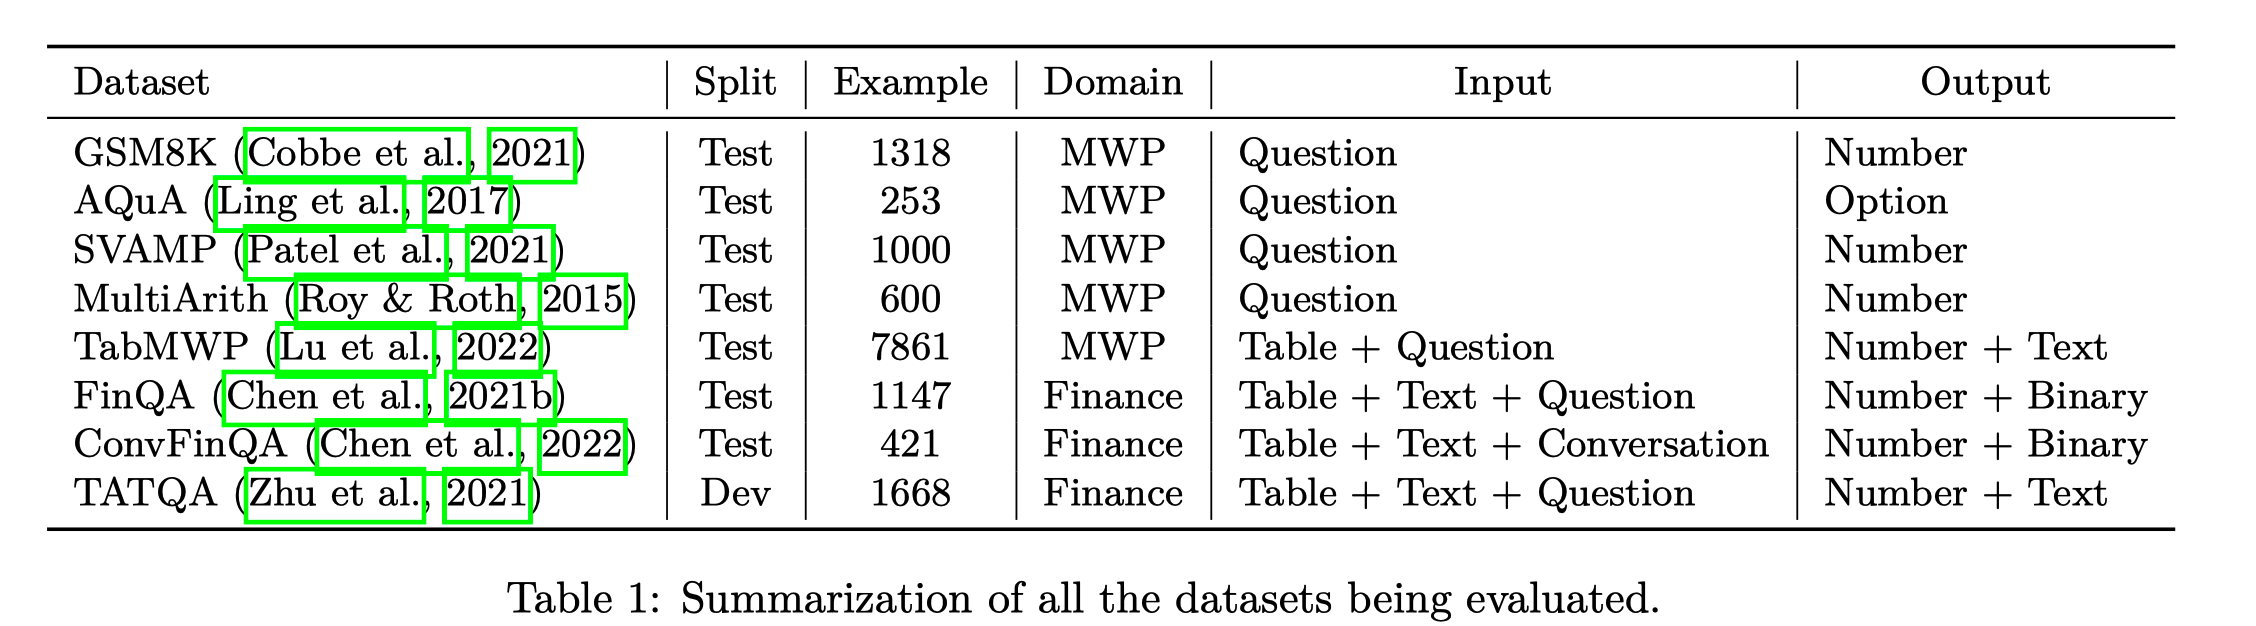 Dataset Split Example Domain Input Output
GSM8K (Cobbe et al., 2021) Test 1318 MWP Question Number
AQuA (Ling et al., 2017) Test 253 MWP Question Option
SVAMP (Patel et al., 2021) Test 1000 MWP Question Number
MultiArith (Roy & Roth, 2015) Test 600 MWP Question Number
TabMWP (Lu et al., 2022) Test 7861 MWP Table + Question Number + Text
FinQA (Chen et al., 2021b) Test 1147 Finance Table + Text + Question Number + Binary
ConvFinQA (Chen et al., 2022) Test 421 Finance Table + Text + Conversation Number + Binary
TATQA (Zhu et al., 2021) Dev 1668 Finance Table + Text + Question Number + Text
Table 1: Summarization of all the datasets being evaluated.